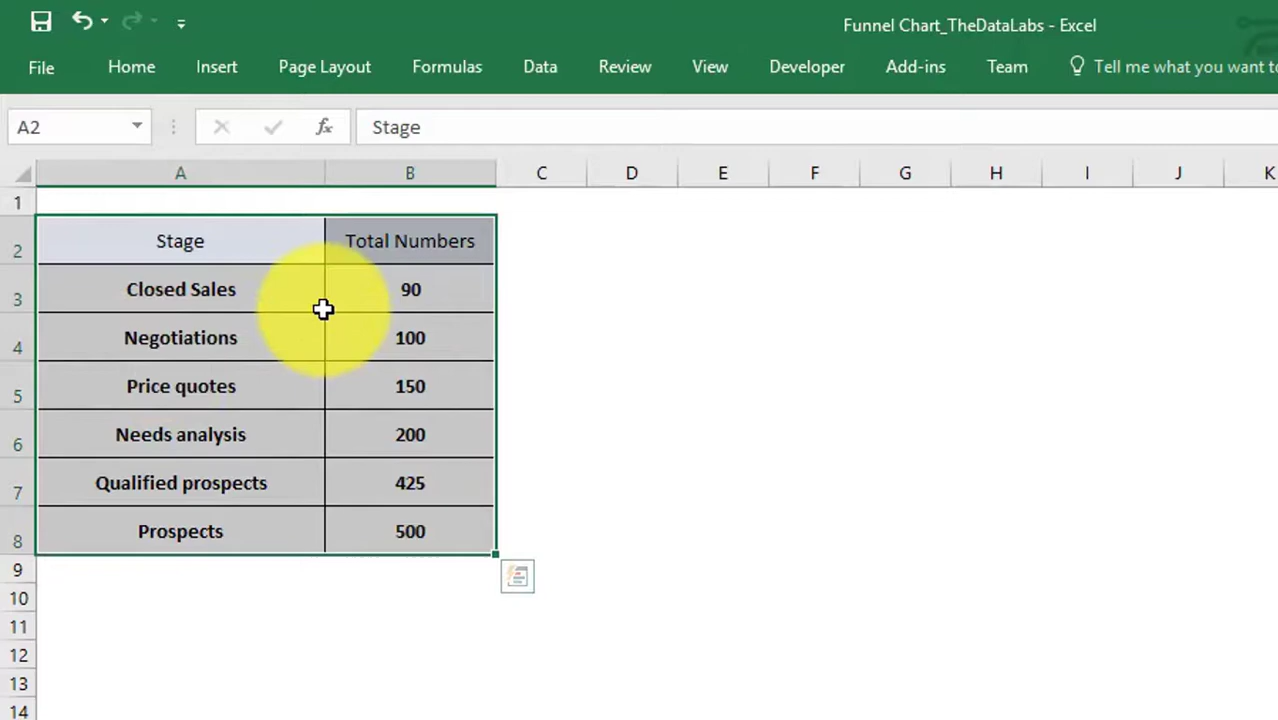 Funnel Chart_TheDataLabs - Excel
File Home Insert Page Layout Formulas Data Review View Developer Add-ins Team Tell me what you want to
A2 fx Stage
A B C D E F G H I J K
1
2 Stage Total Numbers
3 Closed Sales 90
4 Negotiations 100
5 Price quotes 150
6 Needs analysis 200
7 Qualified prospects 425
8 Prospects 500
9
10
11
12
13
14